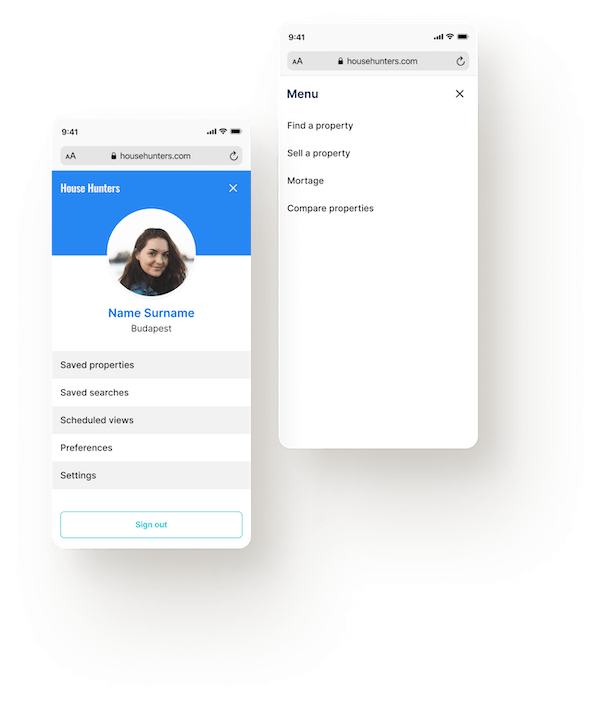 9:41
AA househunters.com
House Hunters
Name Surname
Budapest
Saved properties
Saved searches
Scheduled views
Preferences
Settings
Sign out
9:41
AA househunters.com
Menu
Find a property
Sell a property
Mortage
Compare properties